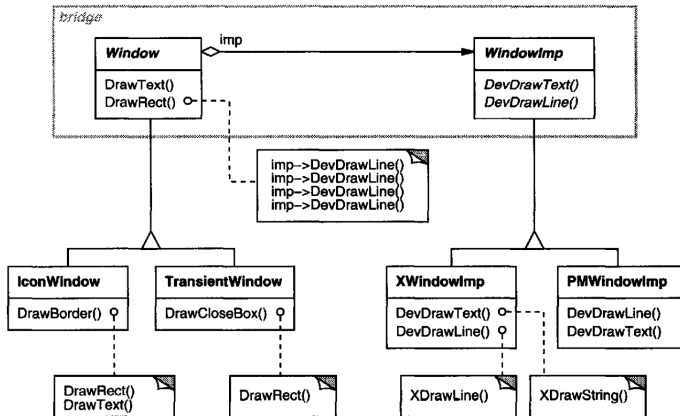 bridge
Window
imp
WindowImp
DrawText()
DrawRect()
DevDrawText()
DevDrawLine()
imp->DevDrawLine()
imp->DevDrawLine()
imp->DevDrawLine()
imp->DevDrawLine()
IconWindow
DrawBorder()
TransientWindow
DrawCloseBox()
XWindowImp
DevDrawText()
DevDrawLine()
PMWindowImp
DevDrawLine()
DevDrawText()
DrawRect()
DrawText()
DrawRect()
XDrawLine()
XDrawString()